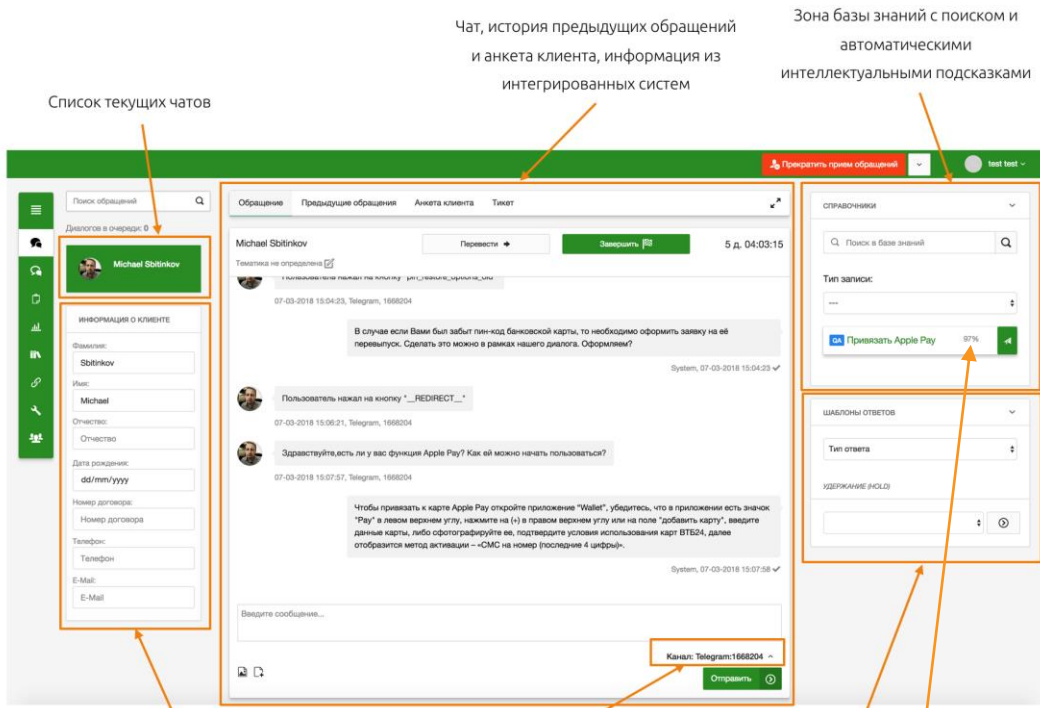 Чат, история предыдущих обращений
и анкета клиента, информация из
интегрированных систем
Зона базы знаний с поиском и
автоматическими
интеллектуальными подсказками
Список текущих чатов
Прекратить прием обращений
test test
Поиск обращений
Диалогов в очереди: 0
Michael Sbitinkov
ИНФОРМАЦИЯ О КЛИЕНТЕ
Фамилия:
Sbitinkov
Имя:
Michael
Отчество:
Отчество
Дата рождения:
dd/mm/yyyy
Номер договора:
Номер договора
Телефон:
Телефон
E-Mail:
E-Mail
Обращение Предыдущие обращения Анкета клиента Тикет
Michael Sbitinkov
Перевести
Завершить
5 д. 04:03:15
Тематика не определена
Пользователь нажал на кнопку "pin_restore_options_old"
07-03-2018 15:04:23, Telegram, 1668204
В случае если Вами был забыт пин-код банковской карты, то необходимо оформить заявку на её
перевыпуск. Сделать это можно в рамках нашего диалога. Оформляем?
System, 07-03-2018 15:04:23
Пользователь нажал на кнопку "__REDIRECT__"
07-03-2018 15:06:21, Telegram, 1668204
Здравствуйте,есть ли у вас функция Apple Pay? Как ей можно начать пользоваться?
07-03-2018 15:07:57, Telegram, 1668204
Чтобы привязать к карте Apple Pay откройте приложение "Wallet", убедитесь, что в приложении есть значок
"Pay" в левом верхнем углу, нажмите на (+) в правом верхнем углу или на поле "добавить карту", введите
данные карты, либо сфотографируйте ее, подтвердите условия использования карт ВТБ24, далее
отобразится метод активации – «СМС на номер (последние 4 цифры)».
System, 07-03-2018 15:07:58
Введите сообщение...
Канал: Telegram:1668204
Отправить
СПРАВОЧНИКИ
Поиск в базе знаний
Тип записи:
---
QA Привязать Apple Pay 97%
ШАБЛОНЫ ОТВЕТОВ
Тип ответа
УДЕРЖАНИЕ (HOLD)